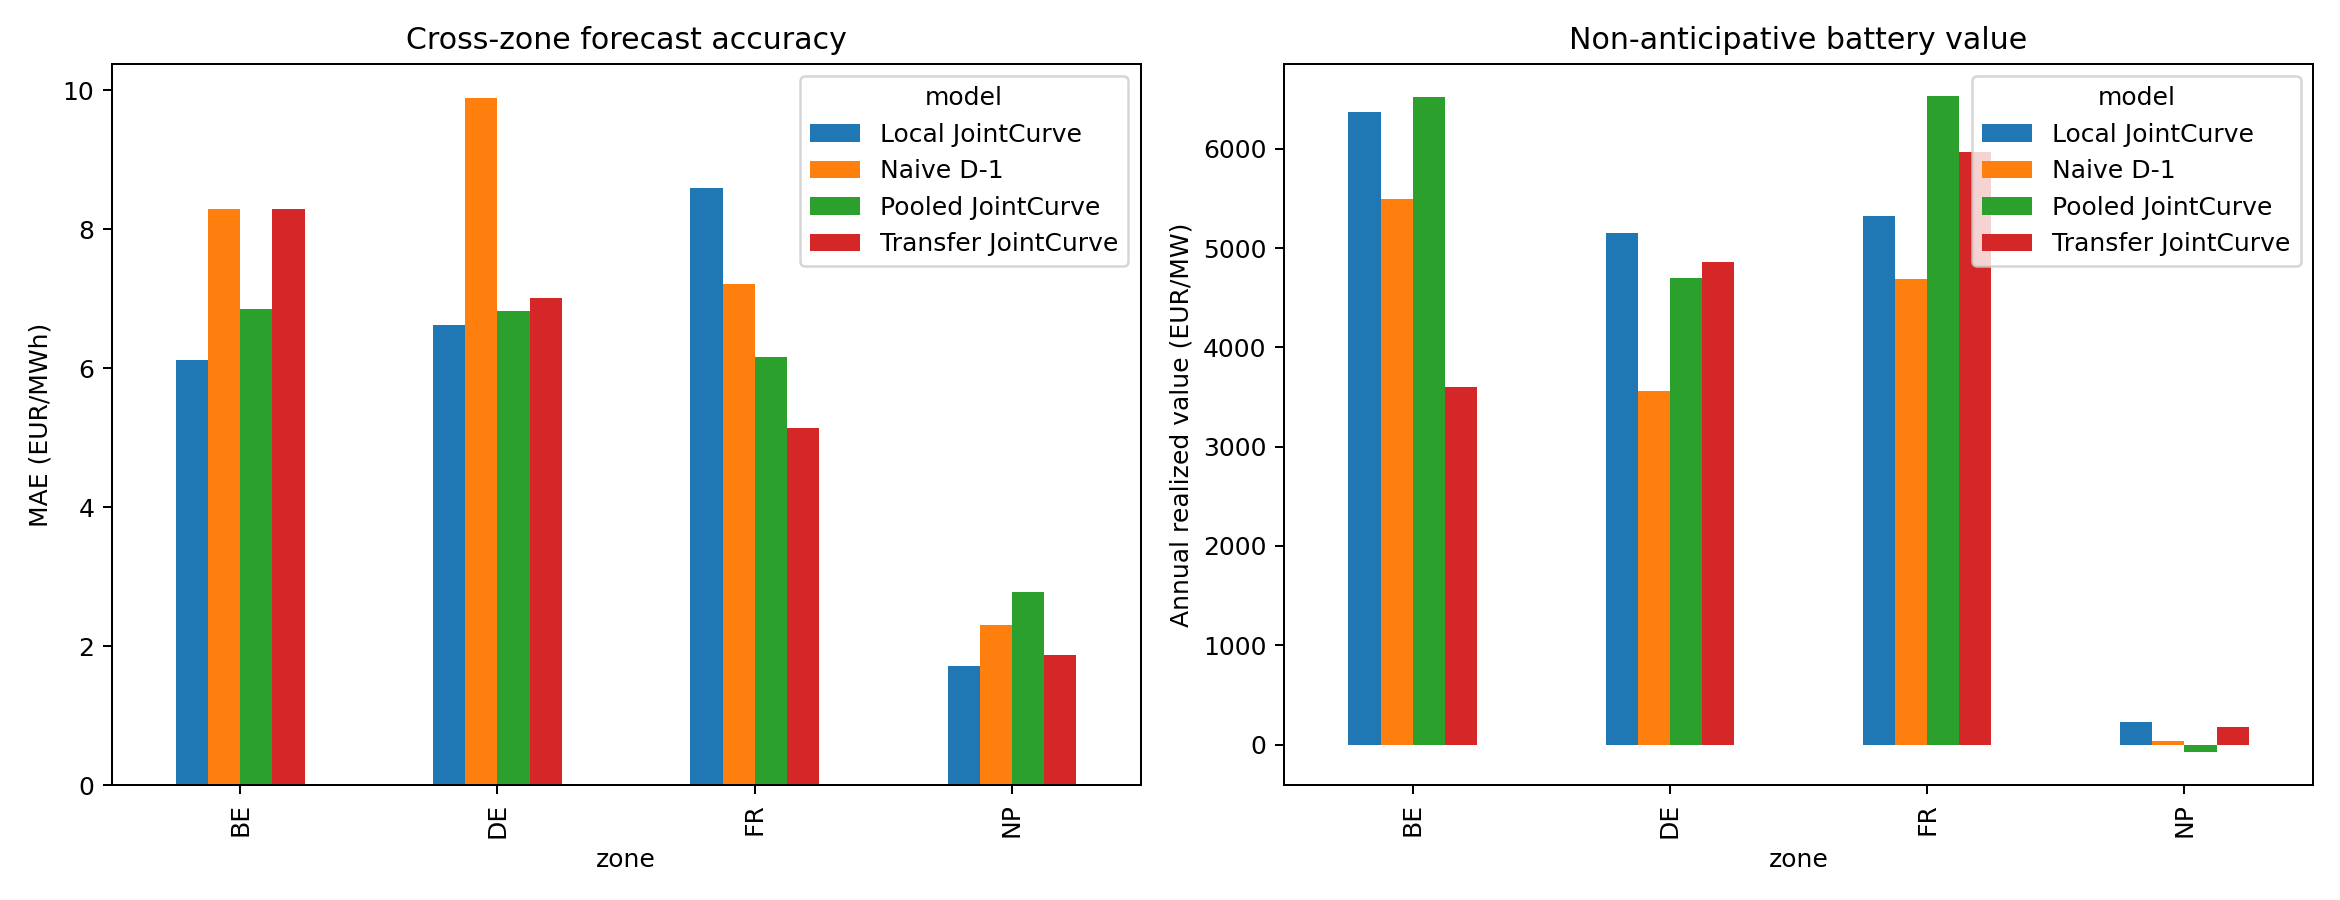 Cross-zone forecast accuracy
MAE (EUR/MWh)
10
8
6
4
2
0
model
Local JointCurve
Naive D-1
Pooled JointCurve
Transfer JointCurve
BE
DE
FR
NP
zone
Non-anticipative battery value
Annual realized value (EUR/MW)
6000
5000
4000
3000
2000
1000
0
model
Local JointCurve
Naive D-1
Pooled JointCurve
Transfer JointCurve
BE
DE
FR
NP
zone